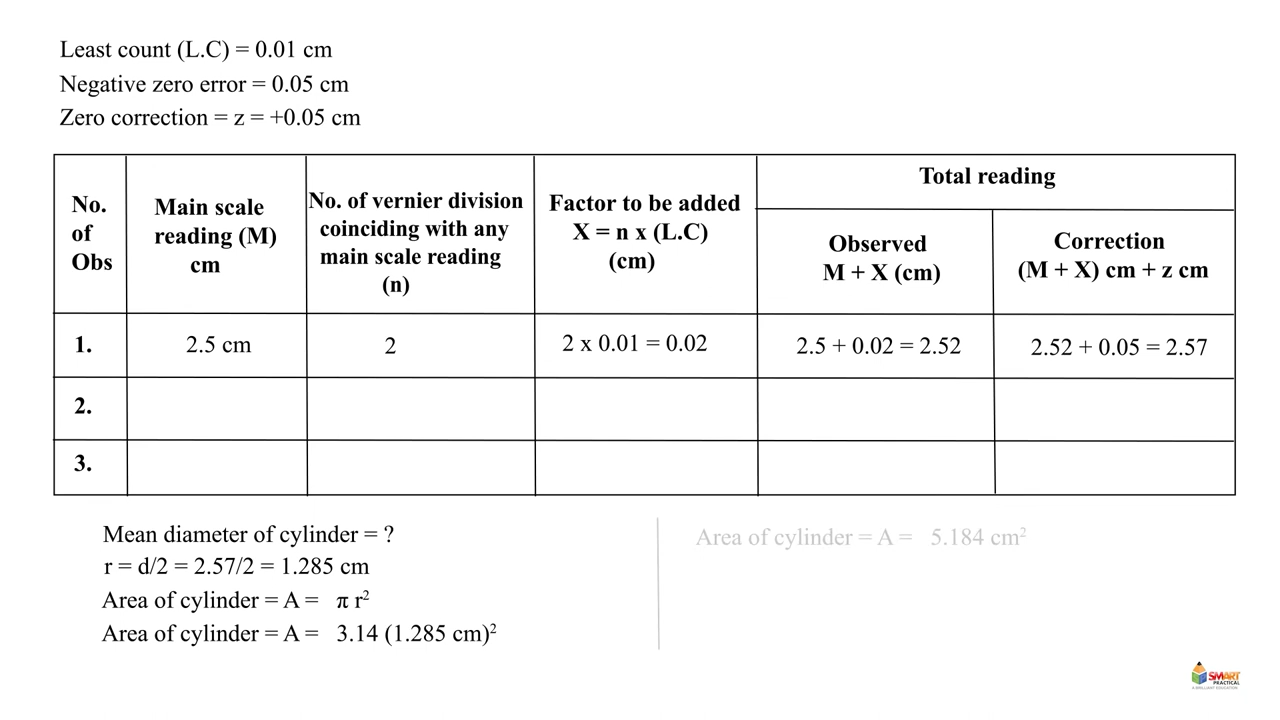 Least count (L.C) = 0.01 cm
Negative zero error = 0.05 cm
Zero correction = z = +0.05 cm
No.
of
Obs
Main scale
reading (M)
cm
No. of vernier division
coinciding with any
main scale reading
(n)
Factor to be added
X = n x (L.C)
(cm)
Total reading
Observed
M + X (cm)
Correction
(M + X) cm + z cm
1. 2.5 cm 2 2 x 0.01 = 0.02 2.5 + 0.02 = 2.52 2.52 + 0.05 = 2.57
2.
3.
Mean diameter of cylinder = ?
r = d/2 = 2.57/2 = 1.285 cm
Area of cylinder = A = π r²
Area of cylinder = A = 3.14 (1.285 cm)²
Area of cylinder = A = 5.184 cm²
SMART
PRACTICAL
A BRILLIANT EDUCATION